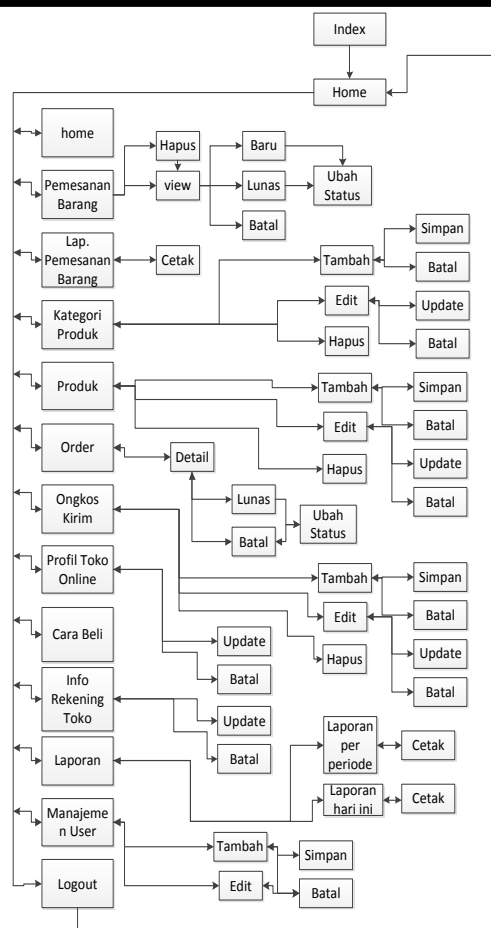 Index
Home
home
Hapus
Baru
Pemesanan
Barang
view
Lunas
Ubah
Status
Batal
Lap.
Pemesanan
Barang
Cetak
Tambah
Simpan
Batal
Kategori
Produk
Edit
Update
Hapus
Batal
Produk
Tambah
Simpan
Batal
Edit
Order
Detail
Hapus
Update
Batal
Ongkos
Kirim
Lunas
Ubah
Status
Batal
Profil Toko
Online
Tambah
Simpan
Batal
Edit
Cara Beli
Update
Hapus
Update
Batal
Batal
Info
Rekening
Toko
Update
Batal
Laporan
Laporan
per
periode
Cetak
Laporan
hari ini
Cetak
Manajeme
n User
Tambah
Simpan
Edit
Batal
Logout